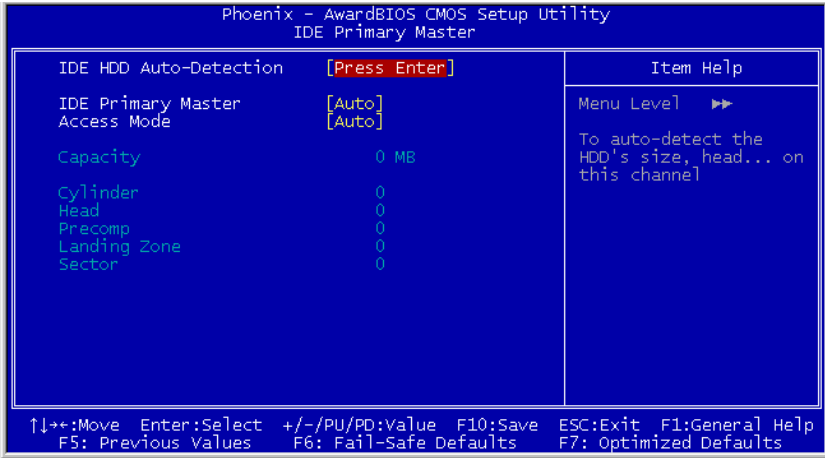 Phoenix - AwardBIOS CMOS Setup Utility
IDE Primary Master
IDE HDD Auto-Detection [Press Enter]
IDE Primary Master [Auto]
Access Mode [Auto]
Capacity 0 MB
Cylinder 0
Head 0
Precomp 0
Landing Zone 0
Sector 0
Item Help
Menu Level ▶▶
To auto-detect the
HDD's size, head... on
this channel
↑↓→←:Move Enter:Select +/-/PU/PD:Value F10:Save ESC:Exit F1:General Help
F5: Previous Values F6: Fail-Safe Defaults F7: Optimized Defaults